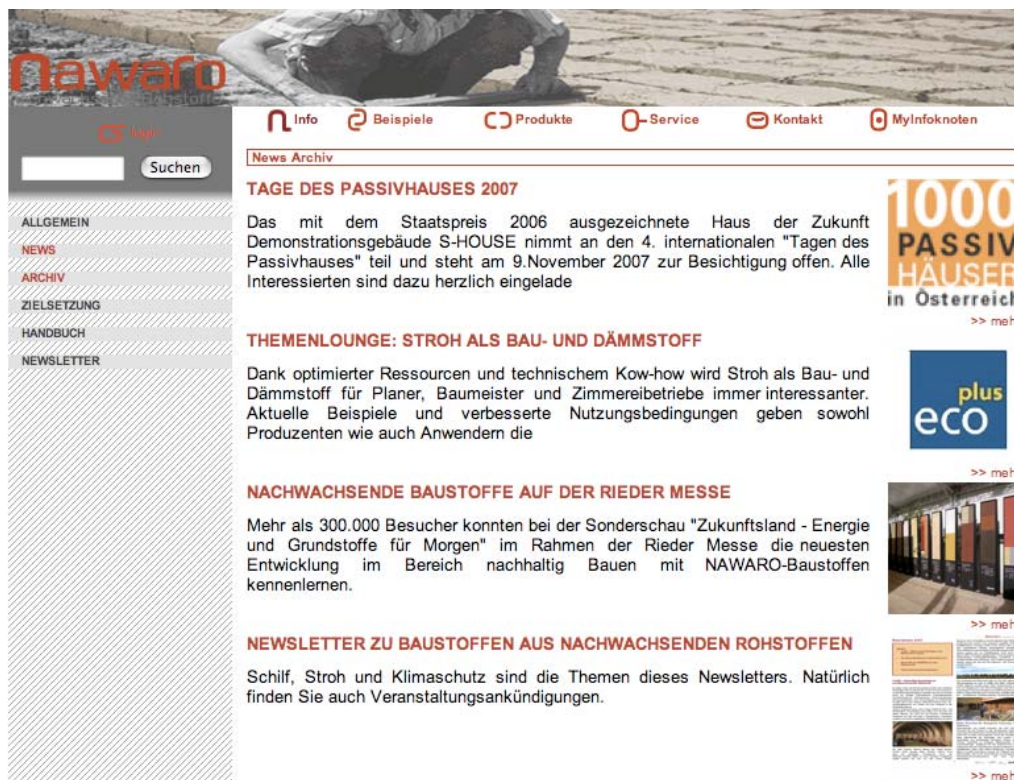 nawaro
login
Suchen
Info
Beispiele
Produkte
Service
Kontakt
MyInfoknoten
ALLGEMEIN
NEWS
ARCHIV
ZIELSETZUNG
HANDBUCH
NEWSLETTER
News Archiv
TAGE DES PASSIVHAUSES 2007
Das mit dem Staatspreis 2006 ausgezeichnete Haus der Zukunft
Demonstrationsgebäude S-HOUSE nimmt an den 4. internationalen "Tagen des
Passivhauses" teil und steht am 9.November 2007 zur Besichtigung offen. Alle
Interessierten sind dazu herzlich eingelade
1000
PASSIV
HÄUSER
in Österreich
>> meh
THEMENLOUNGE: STROH ALS BAU- UND DÄMMSTOFF
Dank optimierter Ressourcen und technischem Kow-how wird Stroh als Bau- und
Dämmstoff für Planer, Baumeister und Zimmereibetriebe immer interessanter.
Aktuelle Beispiele und verbesserte Nutzungsbedingungen geben sowohl
Produzenten wie auch Anwendern die
plus
eco
>> meh
NACHWACHSENDE BAUSTOFFE AUF DER RIEDER MESSE
Mehr als 300.000 Besucher konnten bei der Sonderschau "Zukunftsland - Energie
und Grundstoffe für Morgen" im Rahmen der Rieder Messe die neuesten
Entwicklung im Bereich nachhaltig Bauen mit NAWARO-Baustoffen
kennenlernen.
>> meh
NEWSLETTER ZU BAUSTOFFEN AUS NACHWACHSENDEN ROHSTOFFEN
Schilf, Stroh und Klimaschutz sind die Themen dieses Newsletters. Natürlich
finden Sie auch Veranstaltungsankündigungen.
>> meh